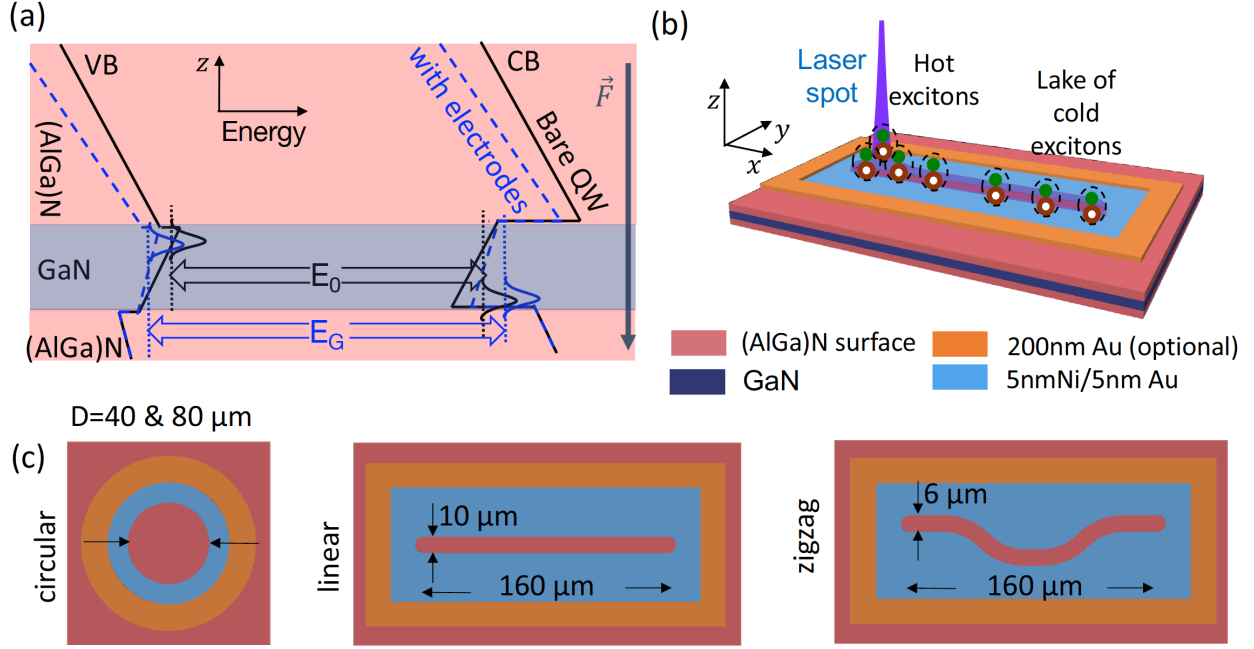 (a)
VB
z
Energy
CB
F
(AlGa)N
with electrodes
Bare QW
GaN
E0
EG
(AlGa)N
(b)
Laser
spot
Hot
excitons
Lake of
cold
excitons
z
y
x
(AlGa)N surface
200nm Au (optional)
GaN
5nmNi/5nm Au
D=40 & 80 μm
(c)
circular
linear
10 μm
160 μm
zigzag
6 μm
160 μm